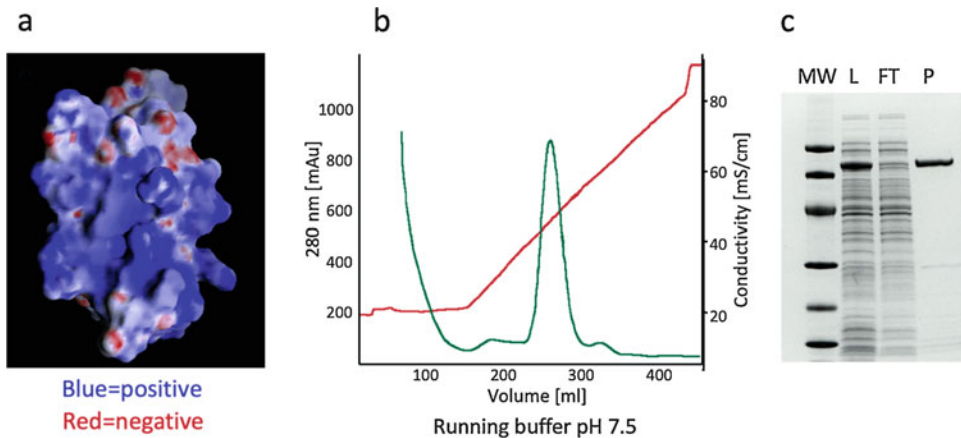 a
Blue=positive
Red=negative
b
280 nm [mAu]
1000
800
600
400
200
100 200 300 400
Volume [ml]
80
60
40
20
Conductivity [mS/cm]
Running buffer pH 7.5
c
MW L FT P